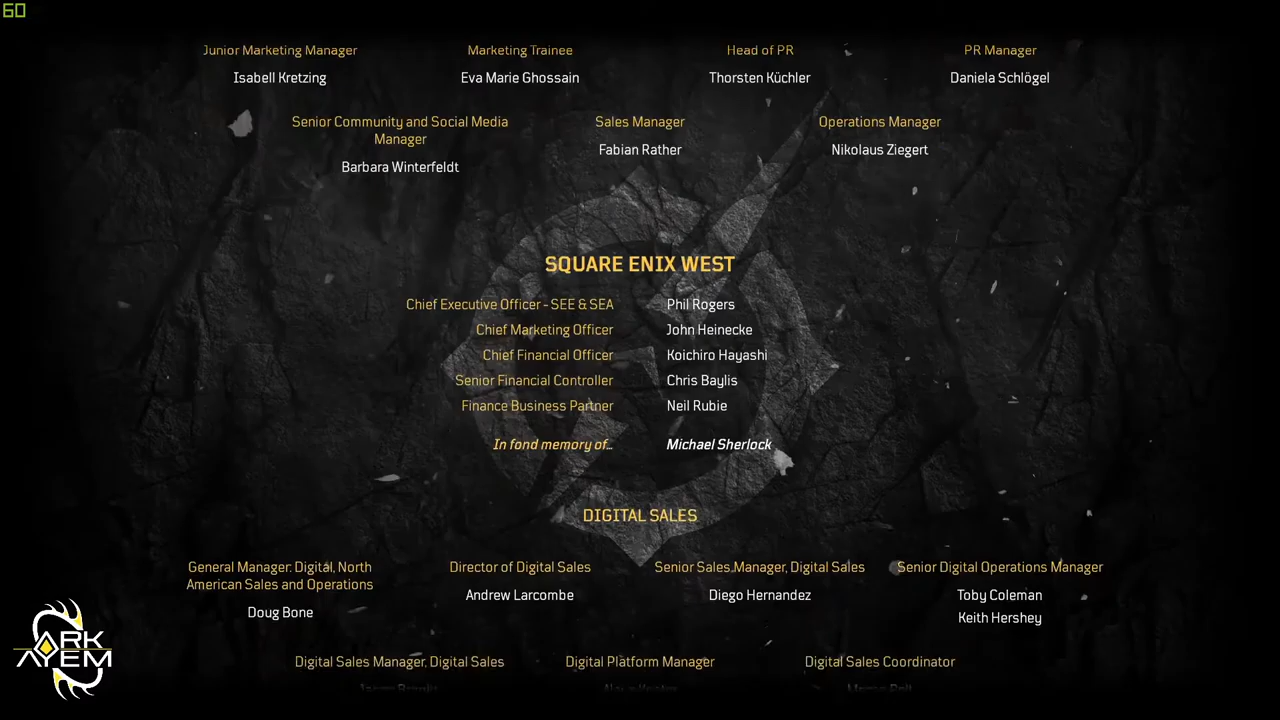 60
Junior Marketing Manager Marketing Trainee Head of PR PR Manager
Isabell Kretzing Eva Marie Ghossain Thorsten Küchler Daniela Schlögel
Senior Community and Social Media Sales Manager Operations Manager
Manager
Fabian Rather Nikolaus Ziegert
Barbara Winterfeldt
SQUARE ENIX WEST
Chief Executive Officer - SEE & SEA Phil Rogers
Chief Marketing Officer John Heinecke
Chief Financial Officer Koichiro Hayashi
Senior Financial Controller Chris Baylis
Finance Business Partner Neil Rubie
In fond memory of... Michael Sherlock
DIGITAL SALES
General Manager: Digital, North Director of Digital Sales Senior Sales Manager, Digital Sales Senior Digital Operations Manager
American Sales and Operations
Andrew Larcombe Diego Hernandez Toby Coleman
Doug Bone
Keith Hershey
Digital Sales Manager, Digital Sales Digital Platform Manager Digital Sales Coordinator
ARK
AYEM